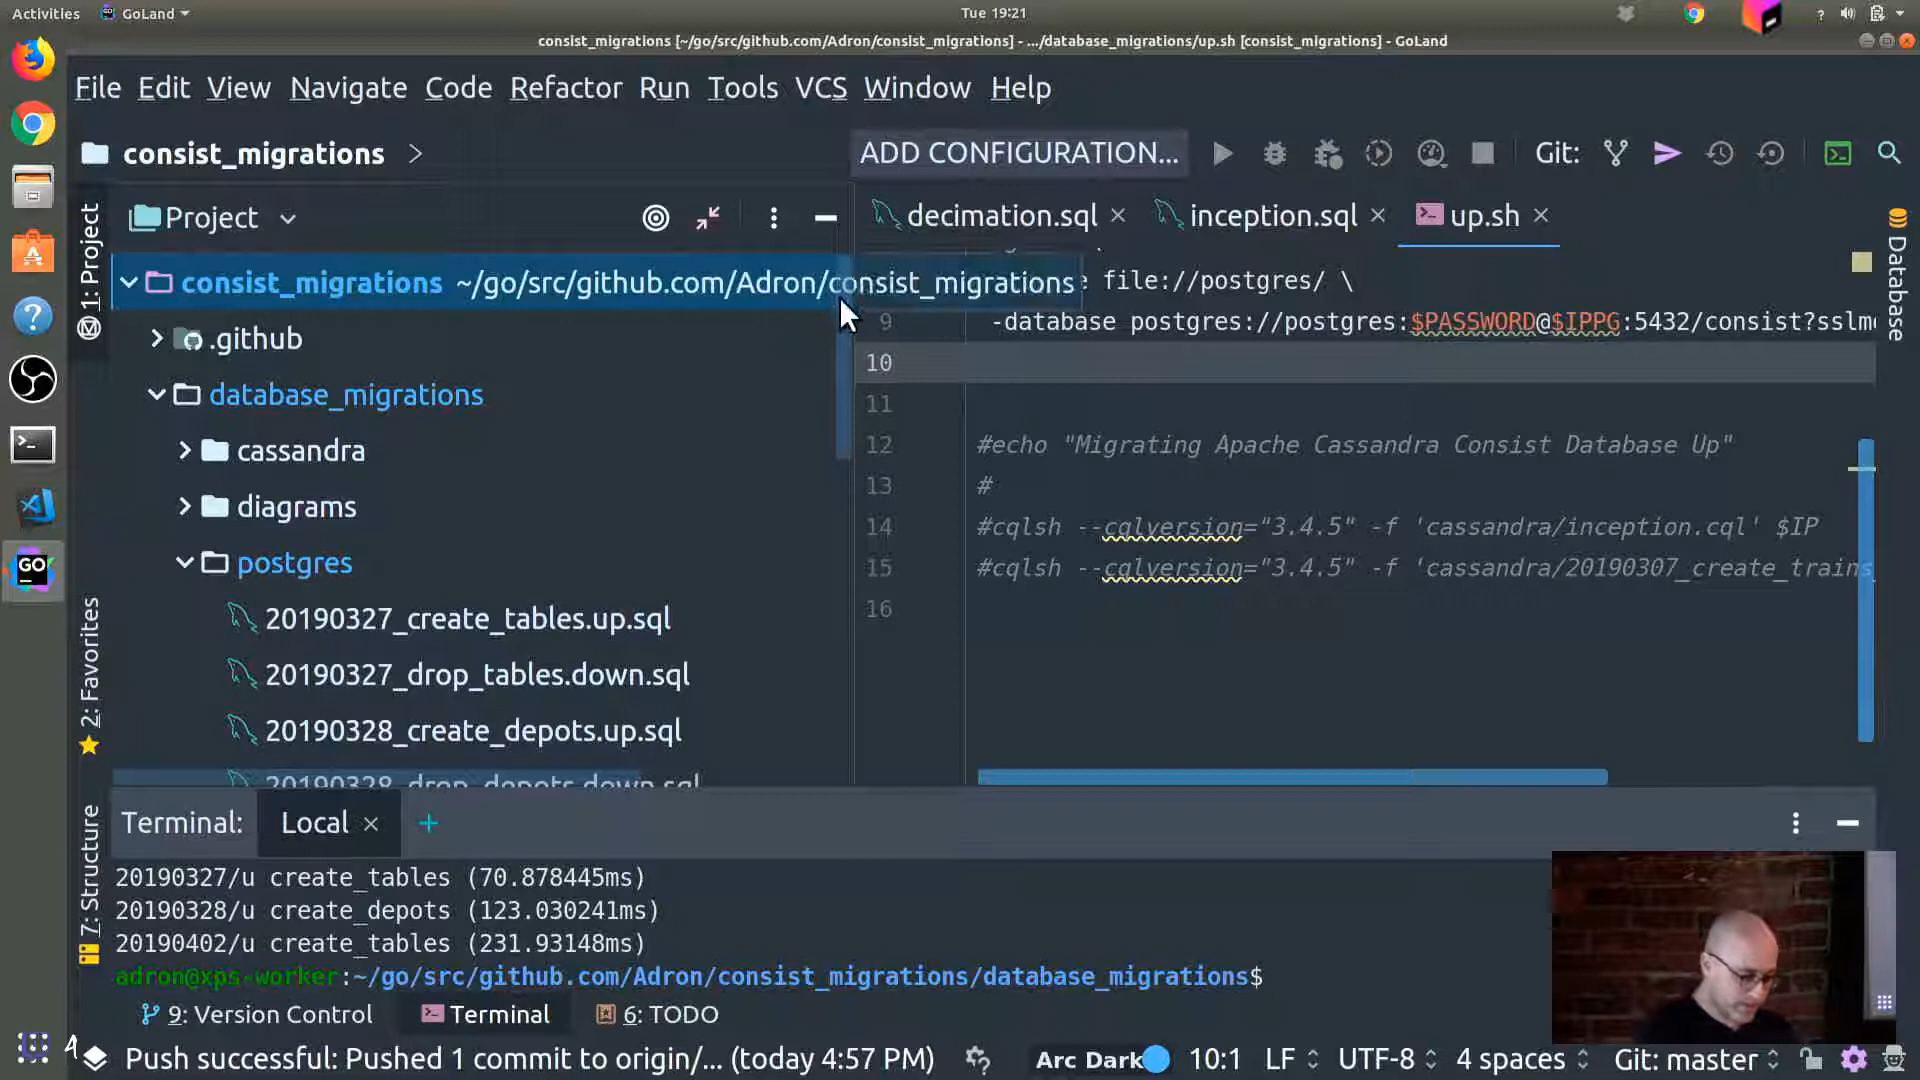 Activities GoLand Tue 19:21
consist_migrations [~/go/src/github.com/Adron/consist_migrations] - .../database_migrations/up.sh [consist_migrations] - GoLand
File Edit View Navigate Code Refactor Run Tools VCS Window Help
consist_migrations ADD CONFIGURATION... Git:
Project decimation.sql inception.sql up.sh
1: Project
Database
consist_migrations ~/go/src/github.com/Adron/consist_migrations file://postgres/ \
.github 9 -database postgres://postgres:$PASSWORD@$IPPG:5432/consist?sslmo
10
database_migrations 11
cassandra 12 #echo "Migrating Apache Cassandra Consist Database Up"
13 #
diagrams 14 #cqlsh --cqlversion="3.4.5" -f 'cassandra/inception.cql' $IP
postgres 15 #cqlsh --cqlversion="3.4.5" -f 'cassandra/20190307_create_trains_
20190327_create_tables.up.sql 16
20190327_drop_tables.down.sql
2: Favorites
20190328_create_depots.up.sql
20190328_drop_depots.down.sql
Terminal: Local
7: Structure
20190327/u create_tables (70.878445ms)
20190328/u create_depots (123.030241ms)
20190402/u create_tables (231.93148ms)
adron@xps-worker:~/go/src/github.com/Adron/consist_migrations/database_migrations$
9: Version Control Terminal 6: TODO
Push successful: Pushed 1 commit to origin/... (today 4:57 PM) Arc Dark 10:1 LF UTF-8 4 spaces Git: master